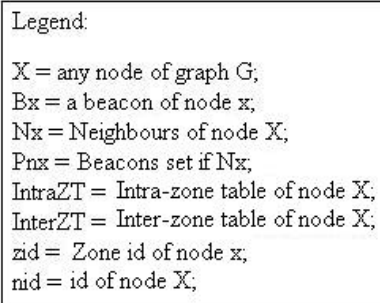 Legend:
X = any node of graph G;
Bx = a beacon of node x;
Nx = Neighbours of node X;
Pnx = Beacons set if Nx;
IntraZT = Intra-zone table of node X;
InterZT = Inter-zone table of node X;
zid = Zone id of node x;
nid = id of node X;